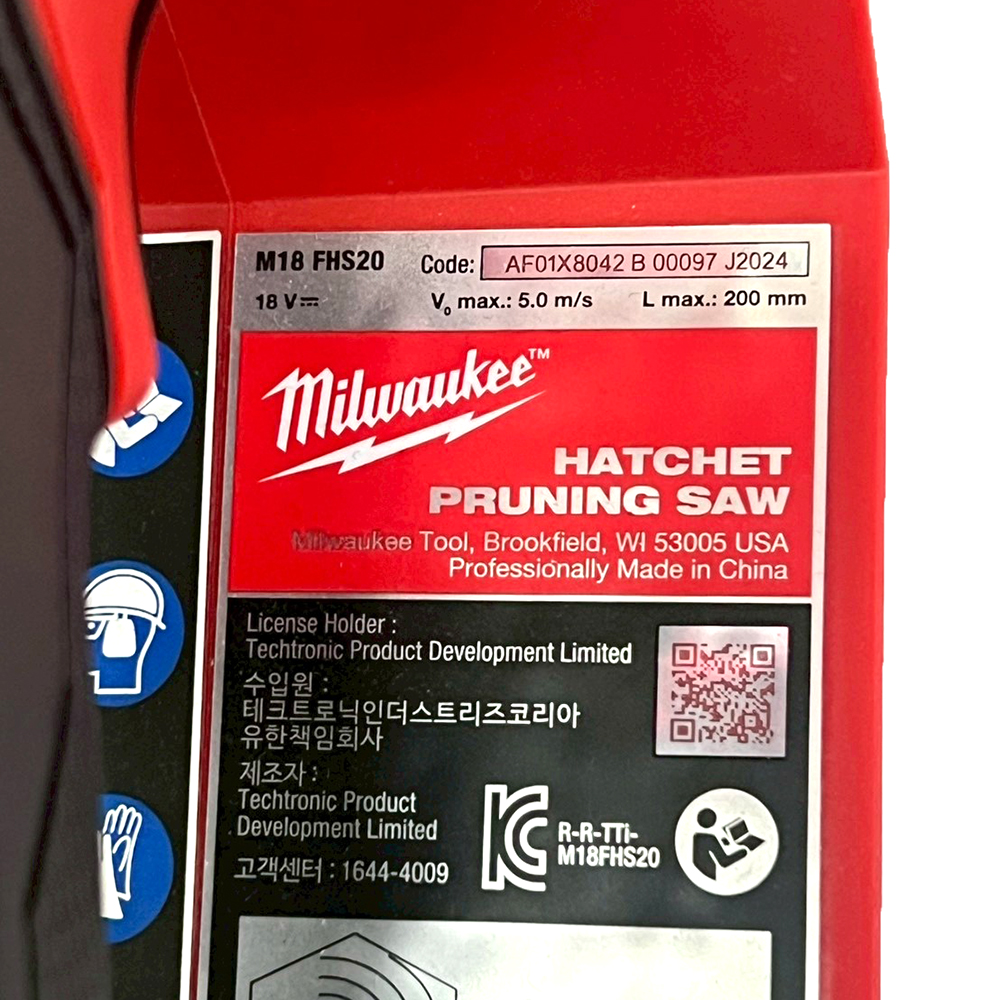 M18 FHS20 Code: AF01X8042 B 00097 J2024
18 V⎓ V₀ max.: 5.0 m/s L max.: 200 mm
Milwaukee™
HATCHET
PRUNING SAW
Milwaukee Tool, Brookfield, WI 53005 USA
Professionally Made in China
License Holder :
Techtronic Product Development Limited
수입원 :
테크트로닉인더스트리즈코리아
유한책임회사
제조자 :
Techtronic Product
Development Limited
고객센터 : 1644-4009
R-R-TTi-
M18FHS20